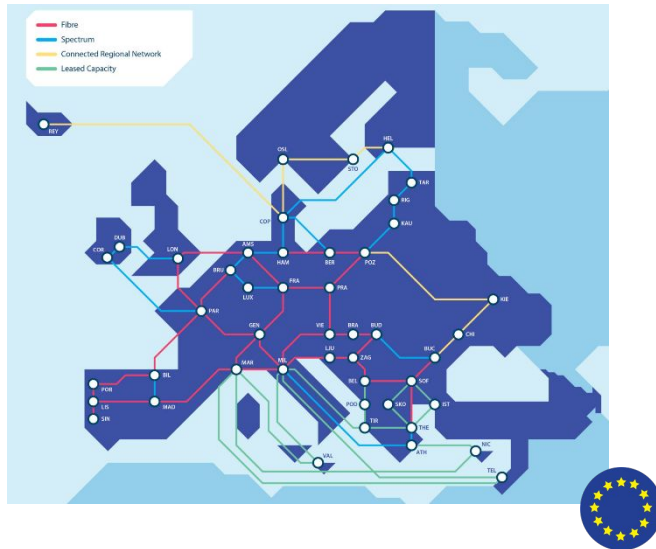 Fibre
Spectrum
Connected Regional Network
Leased Capacity
REY
OSL
STO
HEL
TAR
RIG
KAU
COP
DUB
COR
LON
AMS
HAM
BER
POZ
BRU
LUX
FRA
PRA
KIE
PAR
GEN
VIE
BRA
BUD
CHI
LJU
ZAG
BUC
MAR
MIL
BIL
POR
BEL
SOF
LIS
MAD
POD
SKO
IST
SIN
TIR
THE
ATH
NIC
VAL
TEL